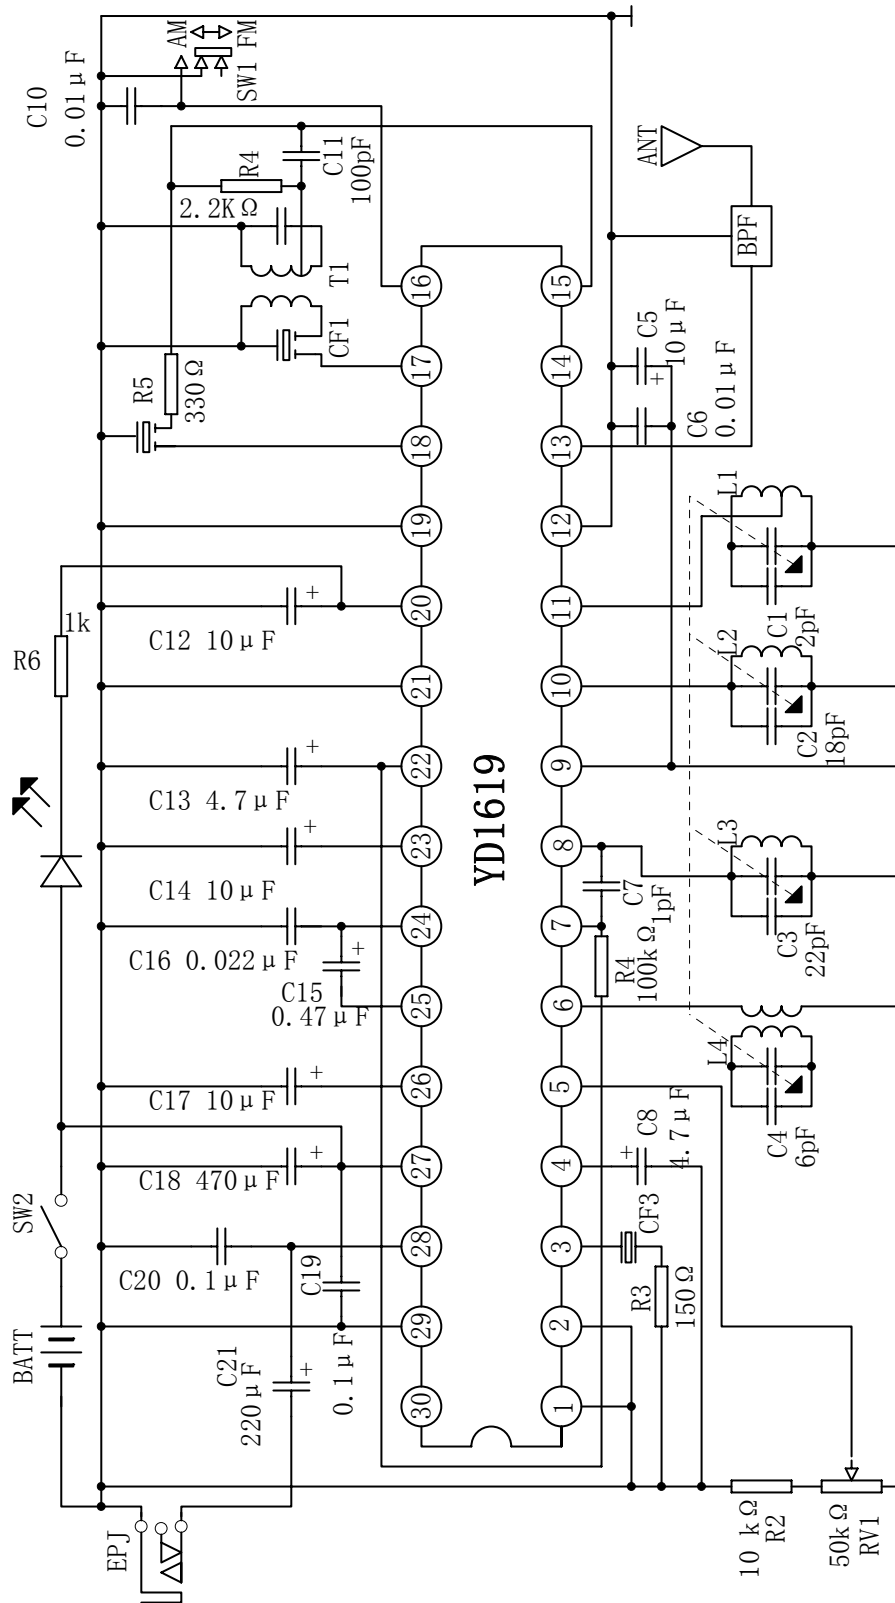 C10
0.01μF
AM
SW1 FM
R4
2.2KΩ
C11
100pF
T1
CF1
R5
330Ω
ANT
BPF
C5
10μF
C6
0.01μF
16
17
18
19
20
21
22
23
24
25
26
27
28
29
30
15
14
13
12
11
10
9
8
7
6
5
4
3
2
1
YD1619
1k
R6
C12 10μF
C13 4.7μF
C14 10μF
C16 0.022μF
C15
0.47μF
C17 10μF
C18 470μF
C20 0.1μF
C19
0.1μF
C21
220μF
SW2
BATT
EPJ
L1
C1
2pF
L2
C2
18pF
L3
C3
22pF
L4
C4
6pF
C7
1pF
R4
100kΩ
C8
4.7μF
CF3
R3
150Ω
10 kΩ
R2
50kΩ
RV1